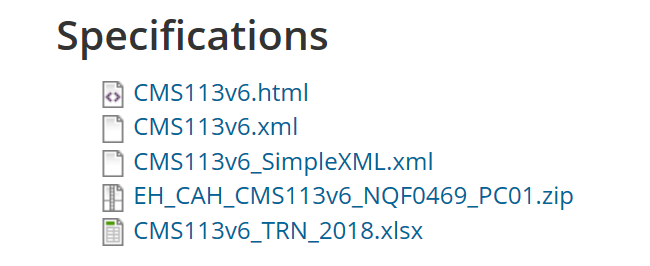 Specifications
CMS113v6.html
CMS113v6.xml
CMS113v6_SimpleXML.xml
EH_CAH_CMS113v6_NQF0469_PC01.zip
CMS113v6_TRN_2018.xlsx